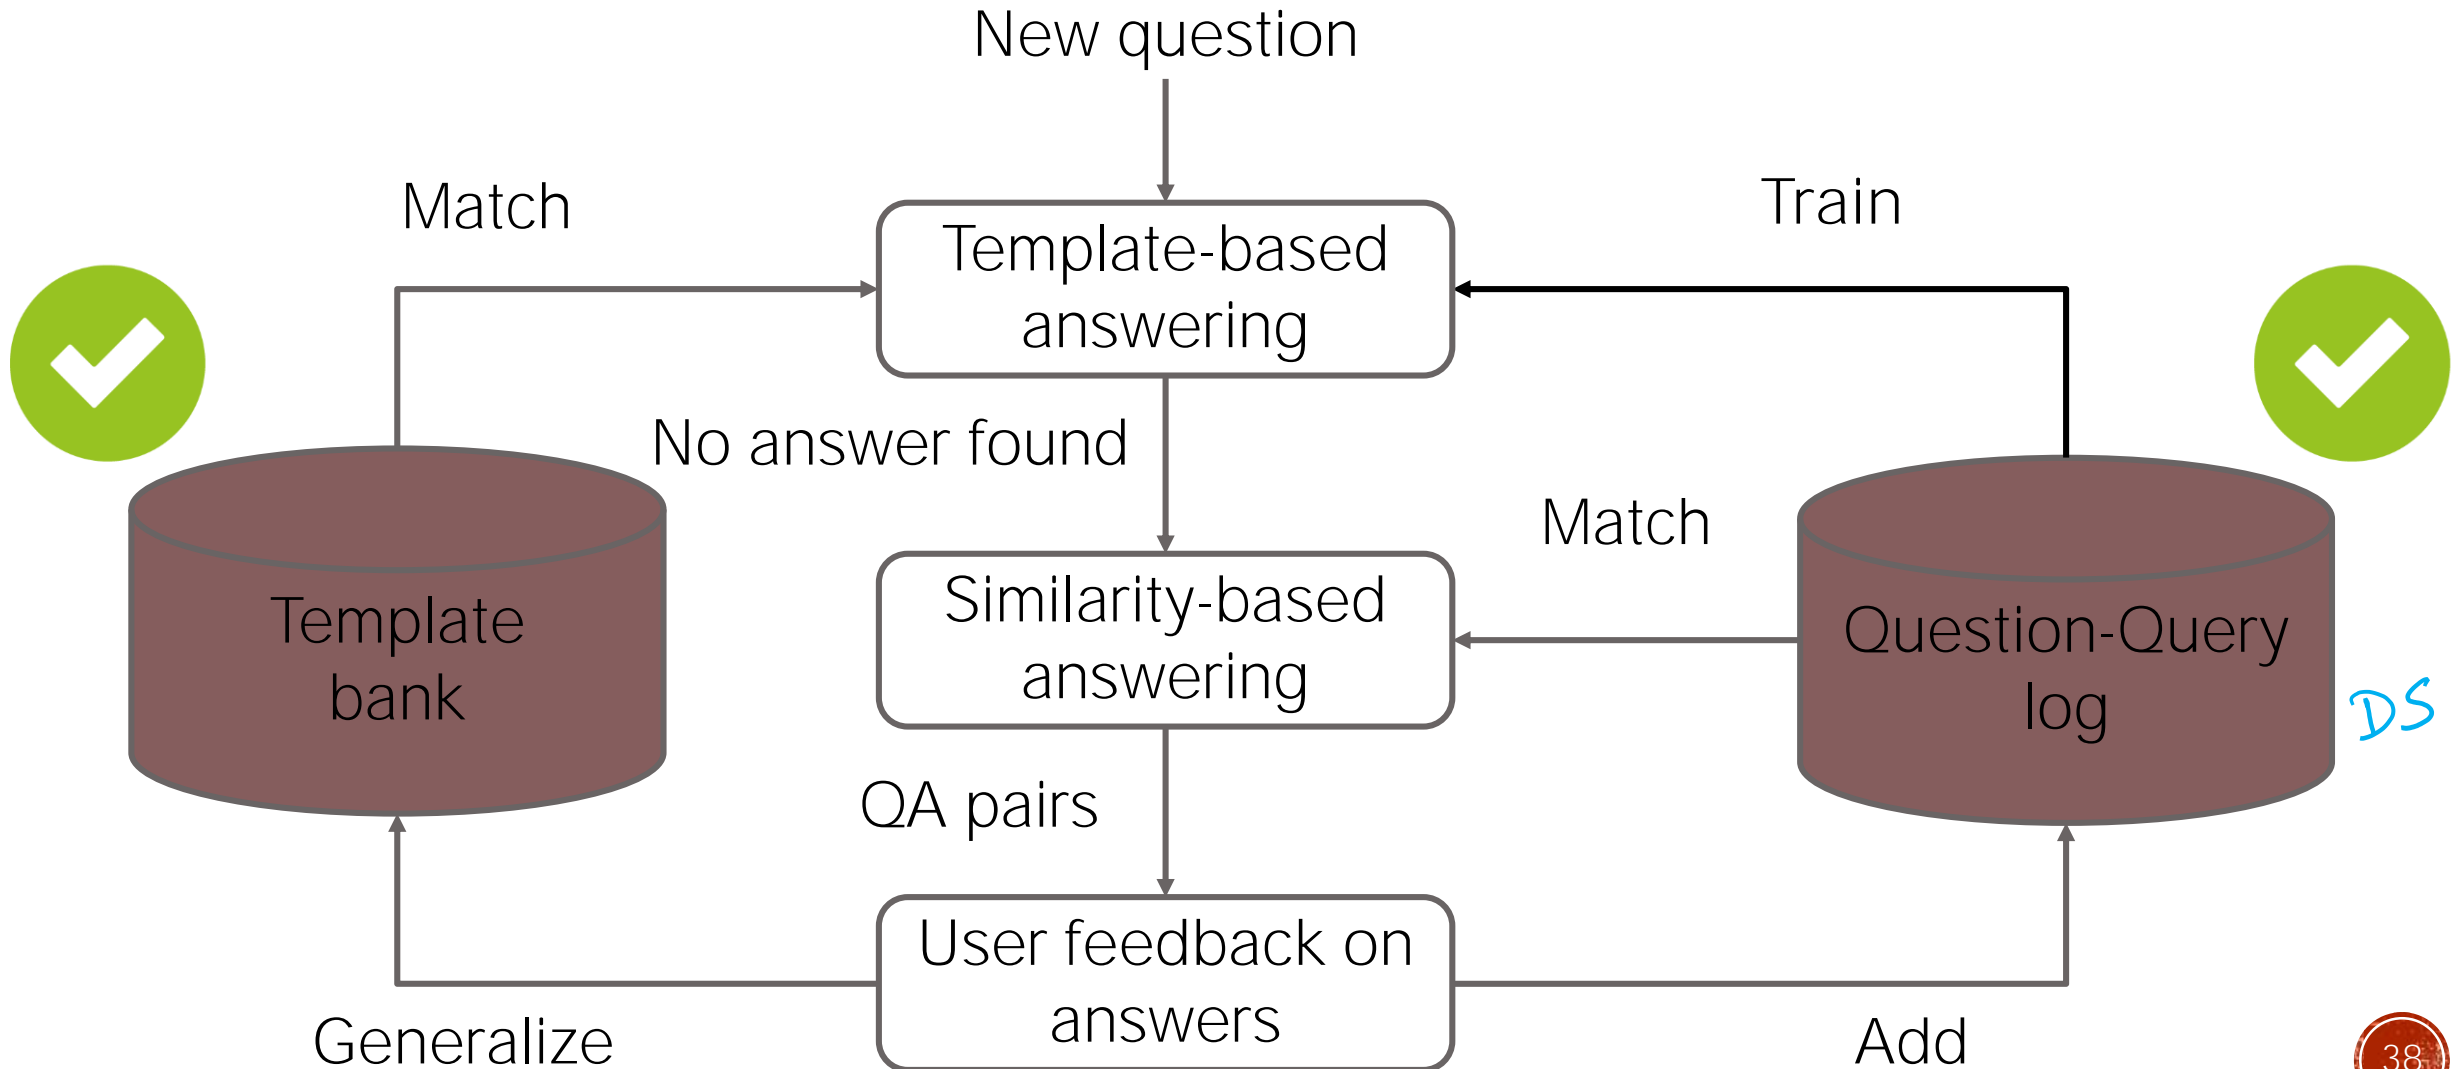 New question
Match
Train
Template-based
answering
No answer found
Match
Template
bank
Similarity-based
answering
Question-Query
log
DS
QA pairs
User feedback on
answers
Generalize
Add
38